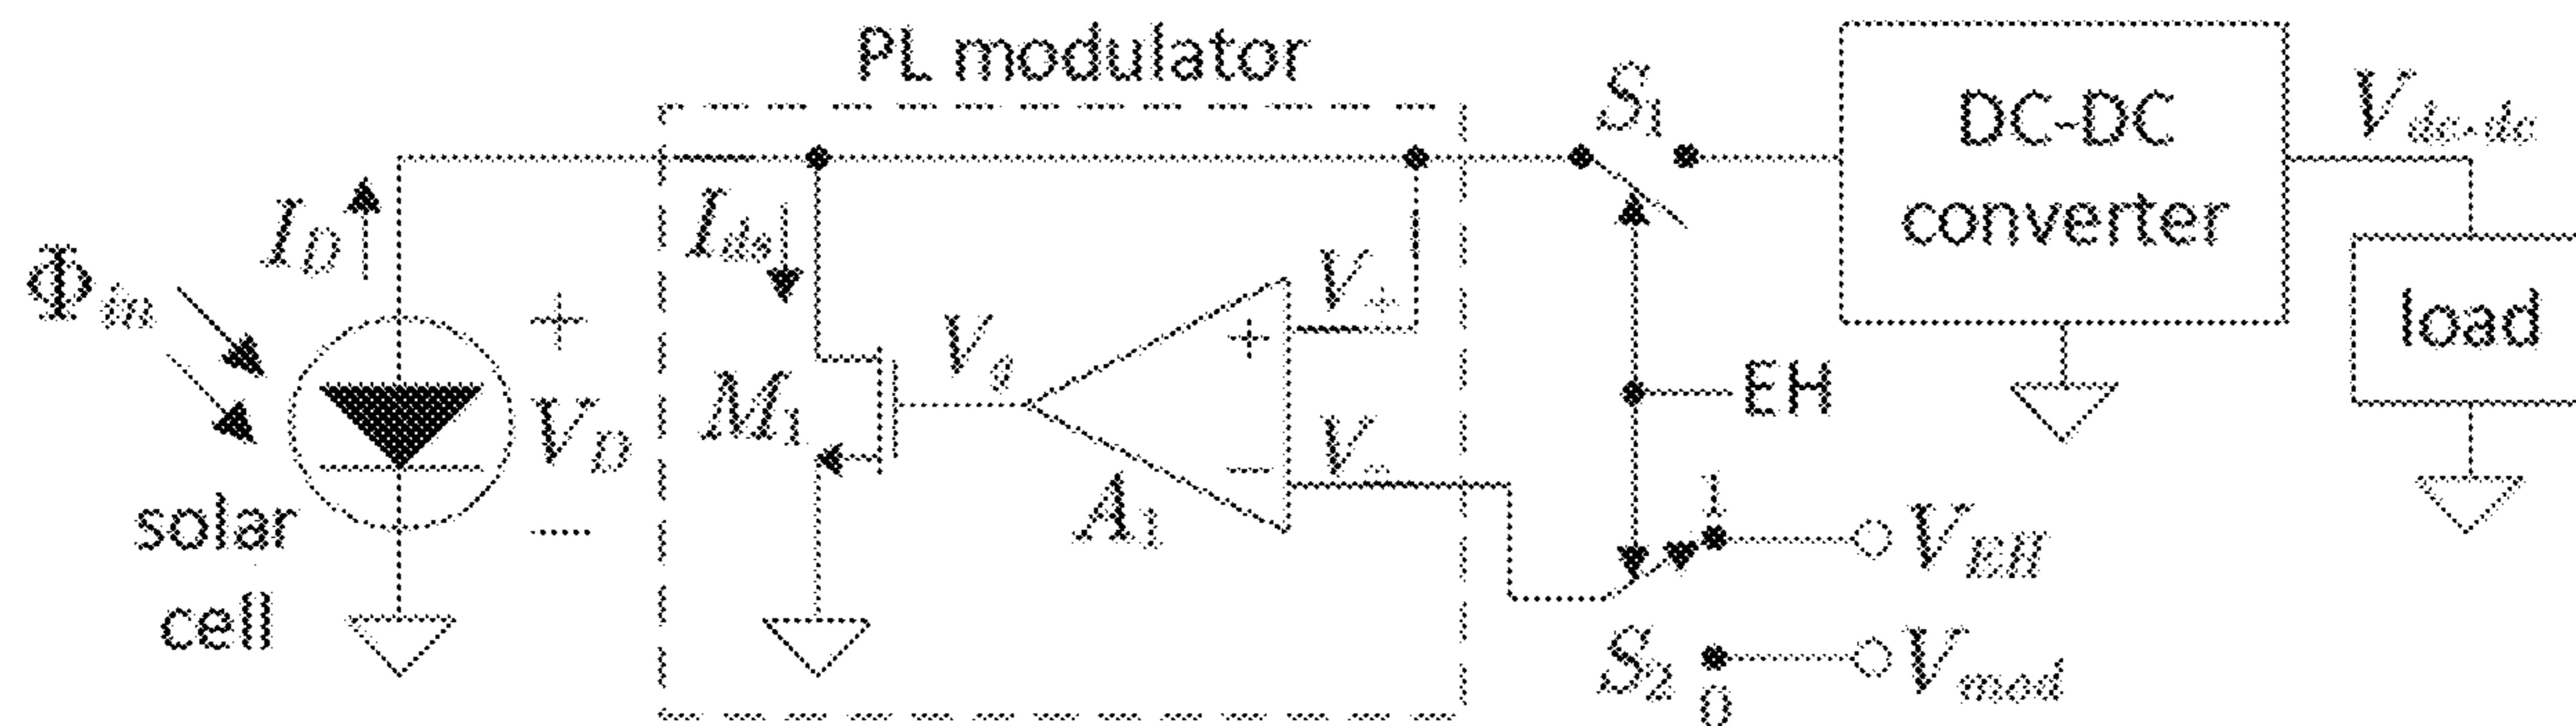 PL modulator
S1
DC-DC
converter
Vdc-dc
load
Φin
ID
+
VD
−
solar
cell
Ids
M1
Vg
A1
+
−
V+
V−
EH
1
VEH
S2
0
Vmod